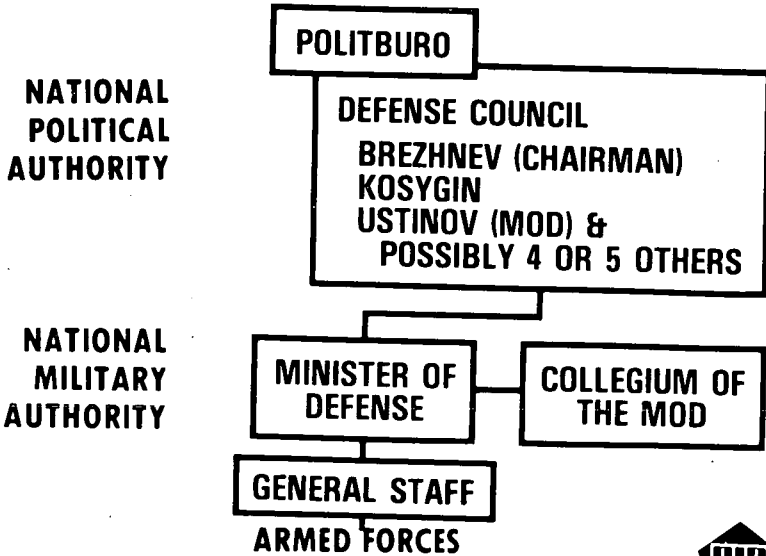 POLITBURO
NATIONAL
POLITICAL
AUTHORITY
DEFENSE COUNCIL
BREZHNEV (CHAIRMAN)
KOSYGIN
USTINOV (MOD) &
POSSIBLY 4 OR 5 OTHERS
NATIONAL
MILITARY
AUTHORITY
MINISTER OF
DEFENSE
COLLEGIUM OF
THE MOD
GENERAL STAFF
ARMED FORCES